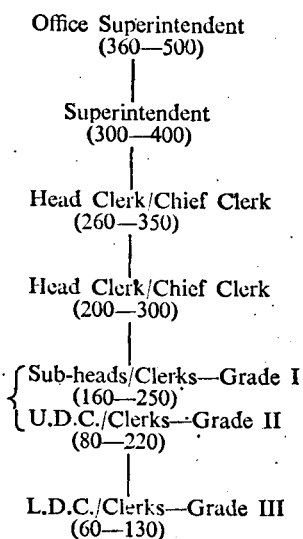 Office Superintendent
(360—500)
Superintendent
(300—400)
Head Clerk/Chief Clerk
(260—350)
Head Clerk/Chief Clerk
(200—300)
Sub-heads/Clerks—Grade I
(160—250)
U.D.C./Clerks—Grade II
(80—220)
L.D.C./Clerks—Grade III
(60—130)